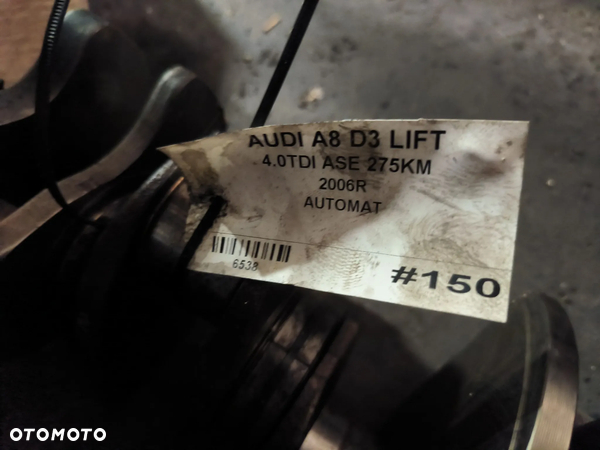 AUDI A8 D3 LIFT
4.0TDI ASE 275KM
2006R
AUTOMAT
6538
#150
OTOMOTO